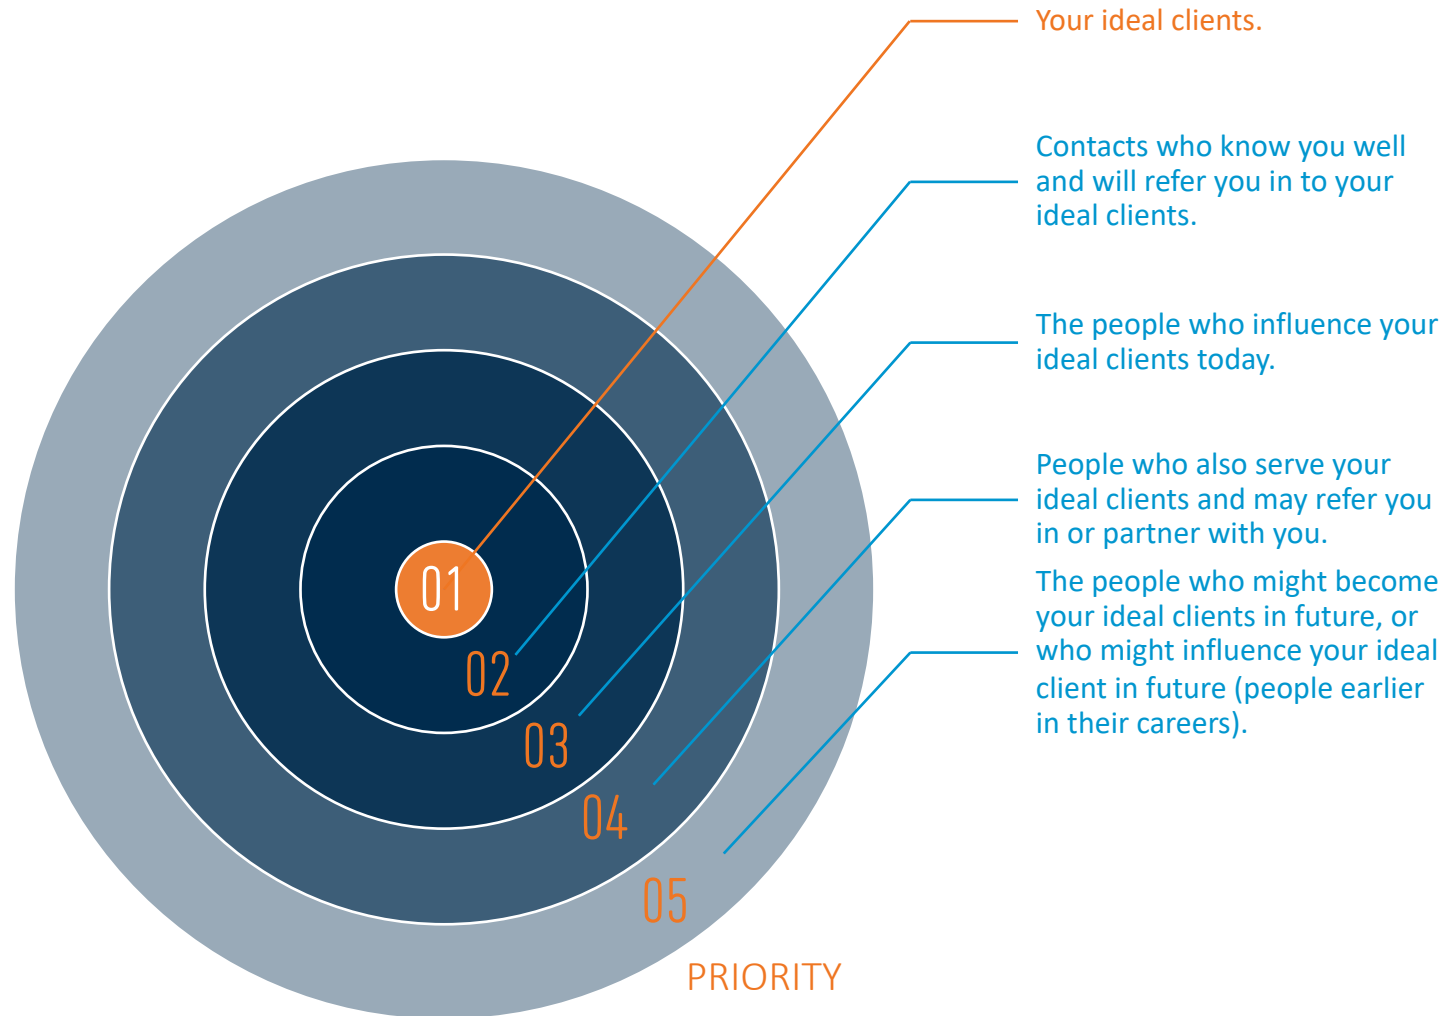 Your ideal clients.
Contacts who know you well
and will refer you in to your
ideal clients.
The people who influence your
ideal clients today.
People who also serve your
ideal clients and may refer you
in or partner with you.
The people who might become
your ideal clients in future, or
who might influence your ideal
client in future (people earlier
in their careers).
01
02
03
04
05
PRIORITY